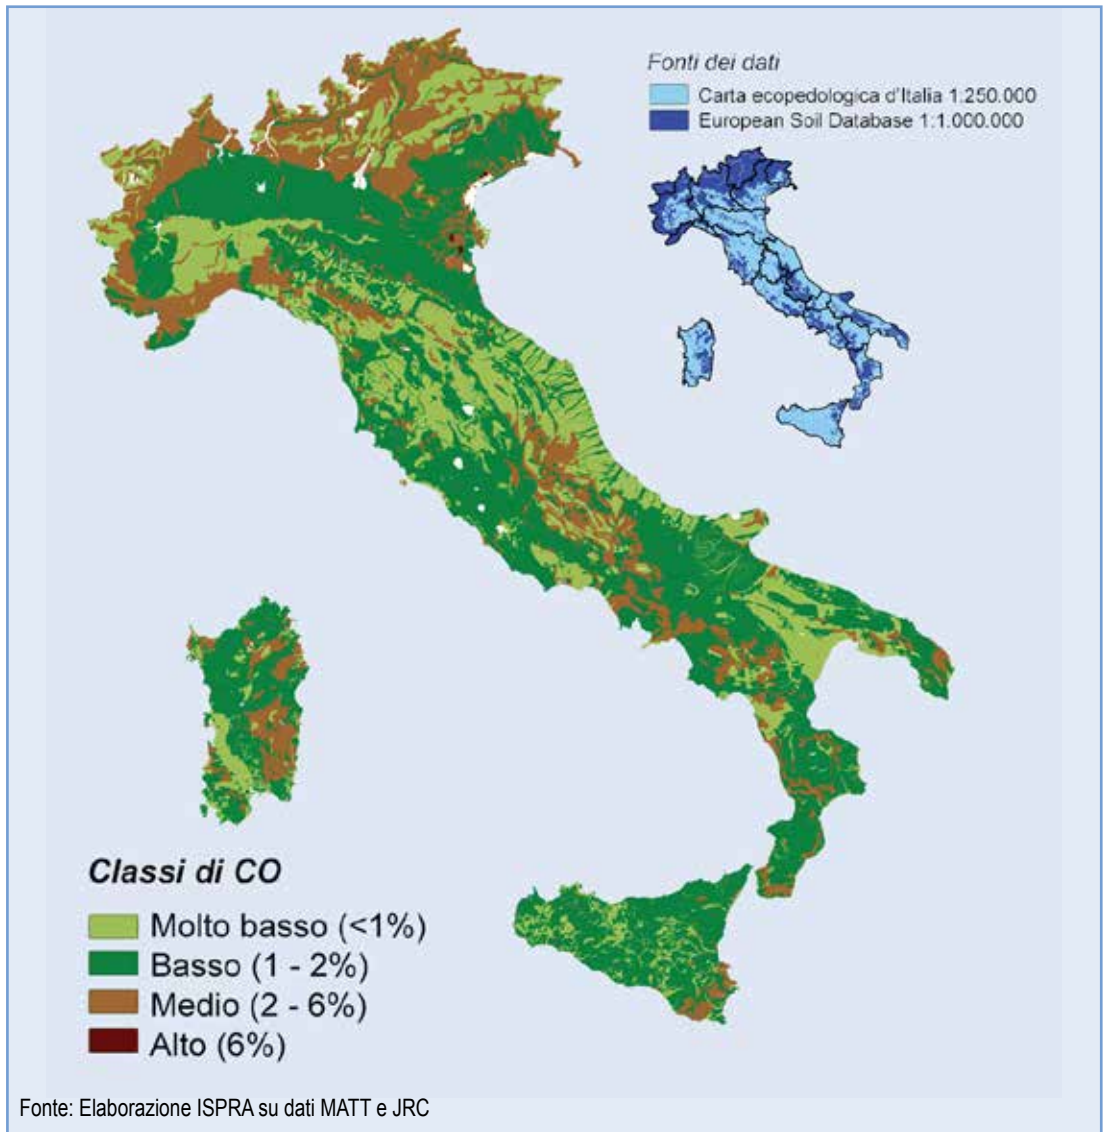 Fonti dei dati
Carta ecopedologica d'Italia 1:250.000
European Soil Database 1:1.000.000
Classi di CO
Molto basso (<1%)
Basso (1 - 2%)
Medio (2 - 6%)
Alto (6%)
Fonte: Elaborazione ISPRA su dati MATT e JRC